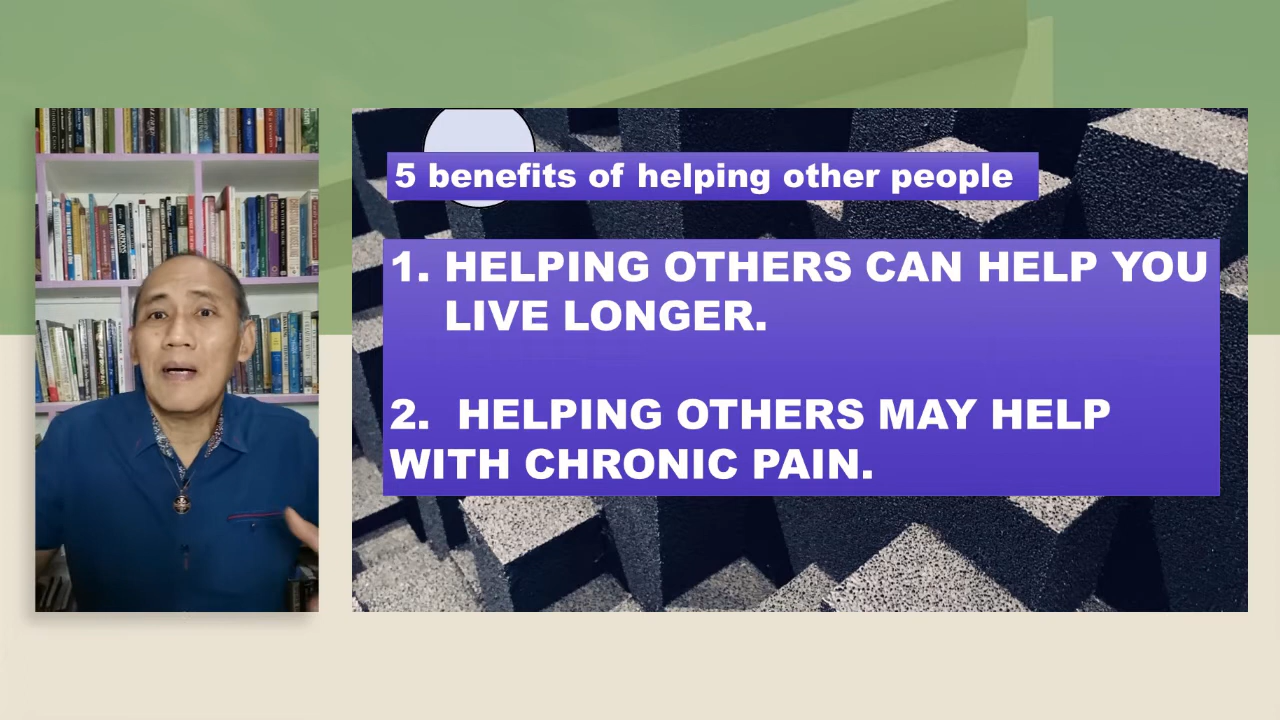 5 benefits of helping other people
1. HELPING OTHERS CAN HELP YOU
LIVE LONGER.
2. HELPING OTHERS MAY HELP
WITH CHRONIC PAIN.